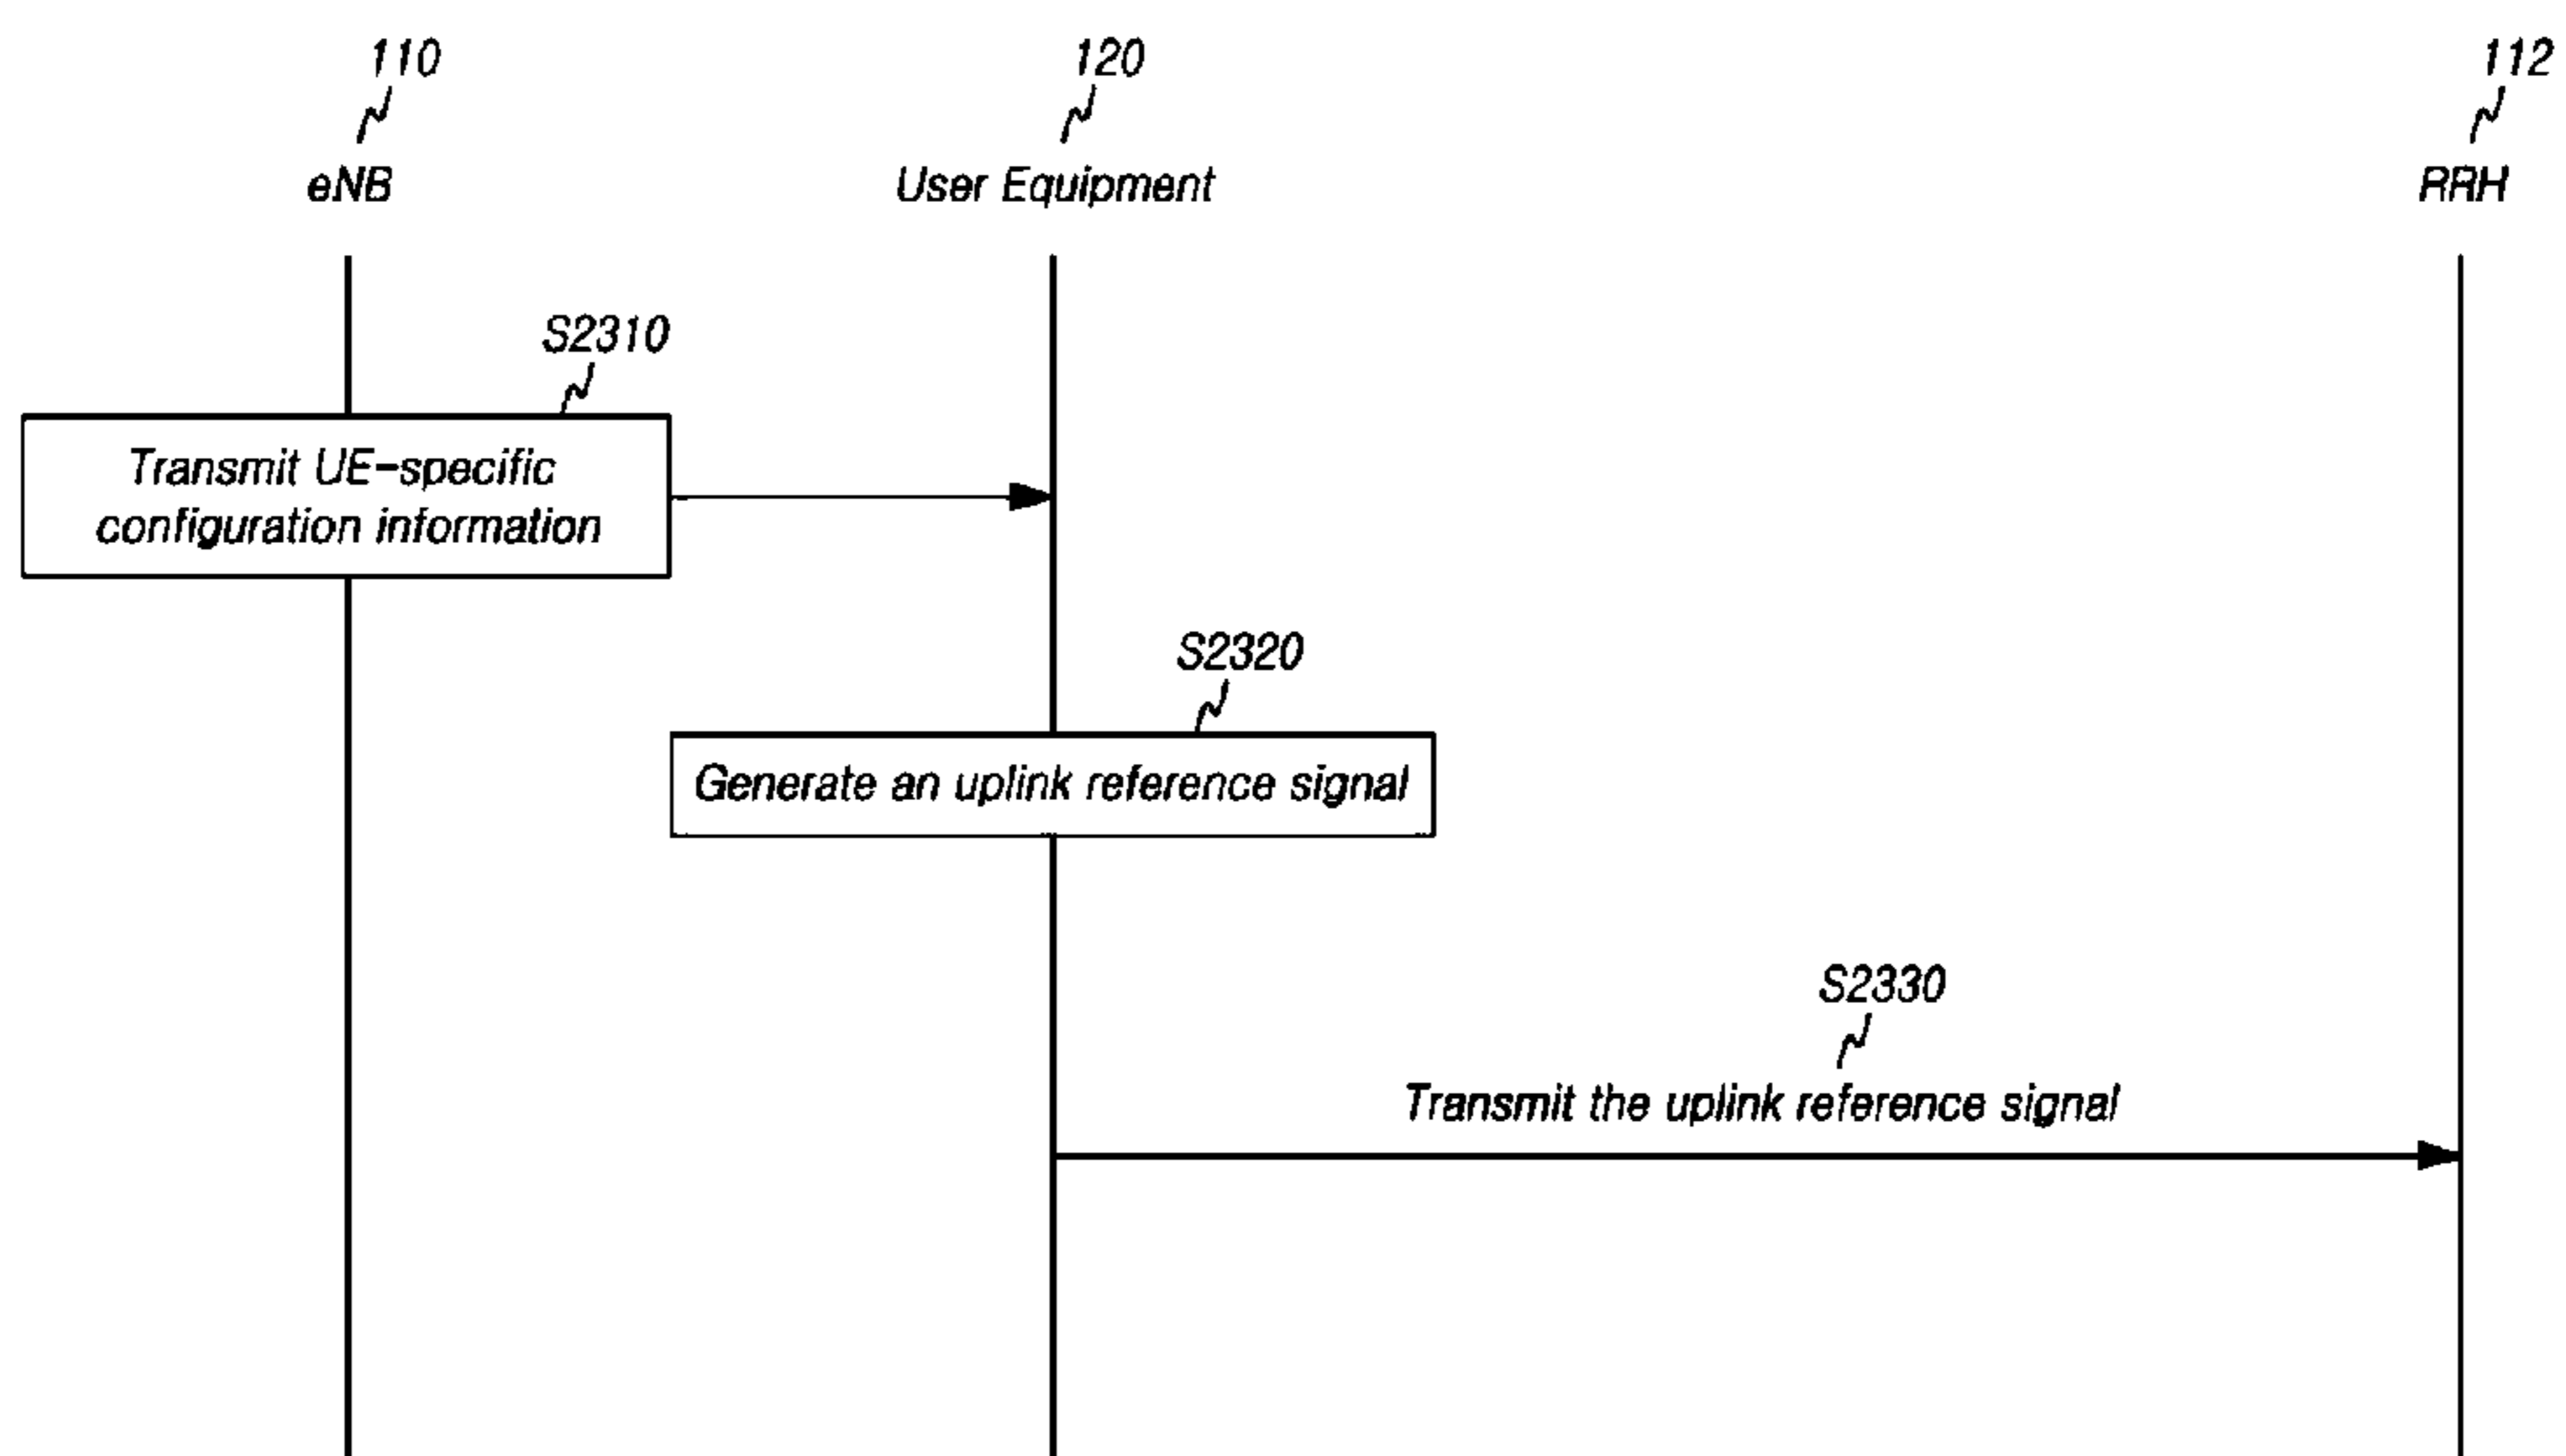 110
120
112
eNB
User Equipment
RRH
S2310
Transmit UE-specific
configuration information
S2320
Generate an uplink reference signal
S2330
Transmit the uplink reference signal